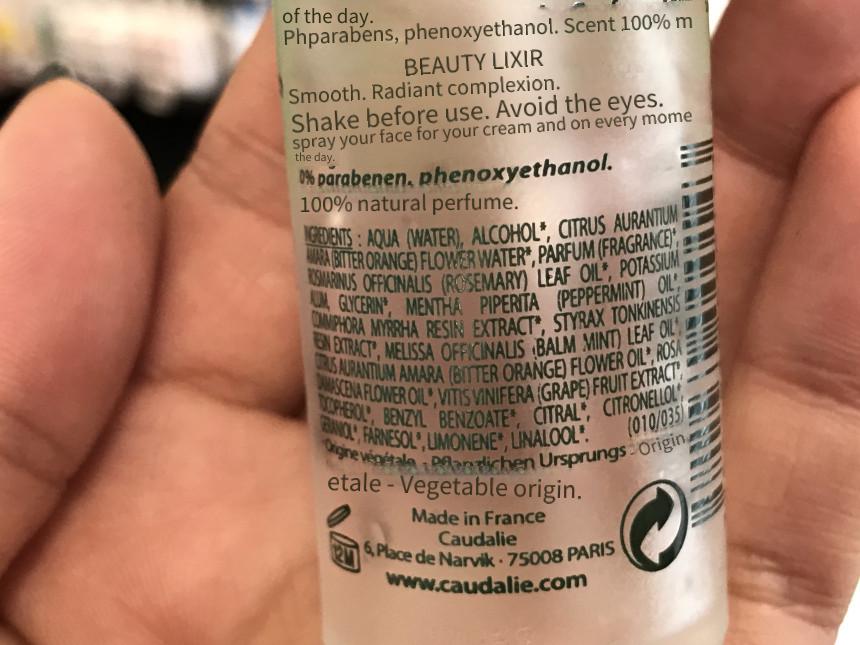 of the day.
Phparabens, phenoxyethanol. Scent 100% m
BEAUTY LIXIR
Smooth. Radiant complexion.
Shake before use. Avoid the eyes.
spray your face for your cream and on every mome
the day.
0% parabenen, phenoxyethanol.
100% natural perfume.
INGREDIENTS : AQUA (WATER), ALCOHOL*, CITRUS AURANTIUM
AMARA (BITTER ORANGE) FLOWER WATER*, PARFUM (FRAGRANCE)*,
ROSMARINUS OFFICINALIS (ROSEMARY) LEAF OIL*, POTASSIUM
ALUM, GLYCERIN*, MENTHA PIPERITA (PEPPERMINT) OIL*,
COMMIPHORA MYRRHA RESIN EXTRACT*, STYRAX TONKINENSIS
RESIN EXTRACT*, MELISSA OFFICINALIS (BALM MINT) LEAF OIL*,
CITRUS AURANTIUM AMARA (BITTER ORANGE) FLOWER OIL*, ROSA
DAMASCENA FLOWER OIL*, VITIS VINIFERA (GRAPE) FRUIT EXTRACT*,
TOCOPHEROL*, BENZYL BENZOATE*, CITRAL*, CITRONELLOL*,
GERANIOL*, FARNESOL*, LIMONENE*, LINALOOL*. (010/035)
*Origine végétale - Pflanzlichen Ursprungs - Origin
etale - Vegetable origin.
Made in France
Caudalie
12M
6, Place de Narvik · 75008 PARIS
www.caudalie.com